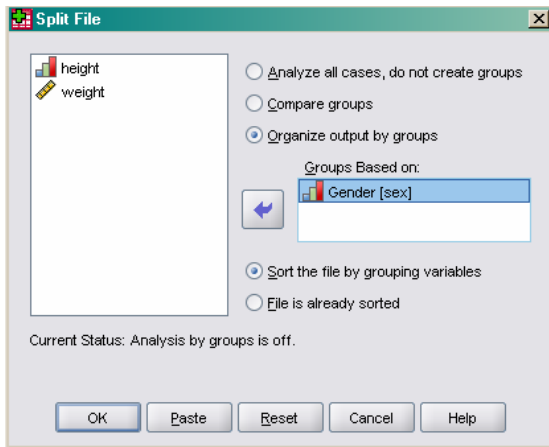 Split File
height
weight
Analyze all cases, do not create groups
Compare groups
Organize output by groups
Groups Based on:
Gender [sex]
Sort the file by grouping variables
File is already sorted
Current Status: Analysis by groups is off.
OK
Paste
Reset
Cancel
Help